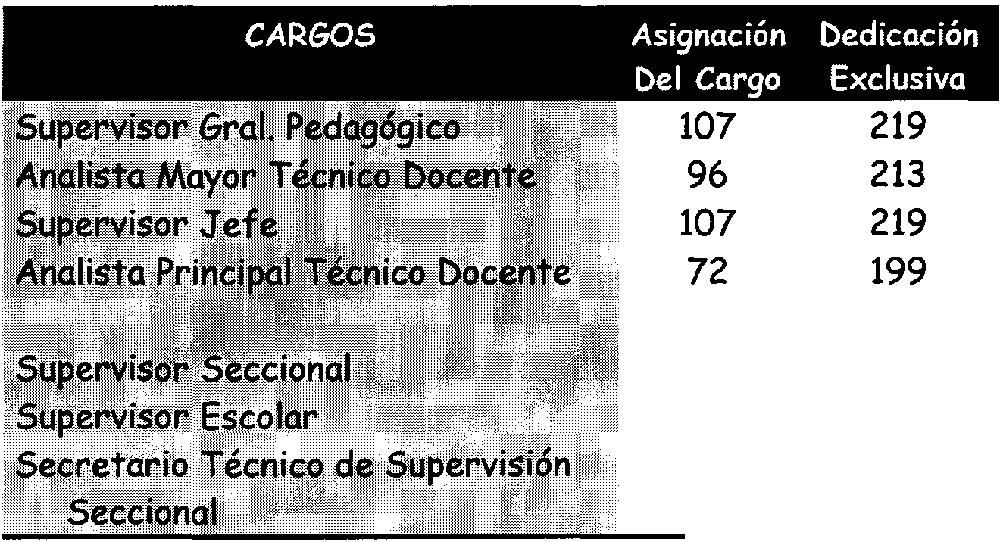 CARGOS Asignación Dedicación
Del Cargo Exclusiva
Supervisor Gral. Pedagógico 107 219
Analista Mayor Técnico Docente 96 213
Supervisor Jefe 107 219
Analista Principal Técnico Docente 72 199
Supervisor Seccional
Supervisor Escolar
Secretario Técnico de Supervisión
Seccional